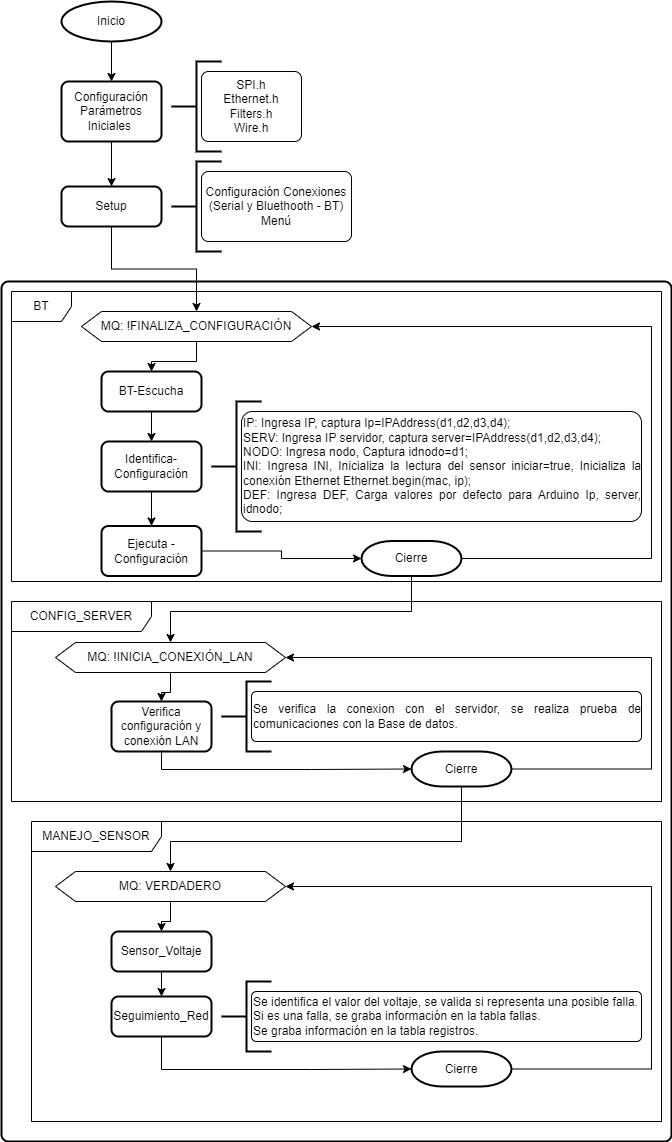 Inicio
Configuración
Parámetros
Iniciales
SPI.h
Ethernet.h
Filters.h
Wire.h
Setup
Configuración Conexiones
(Serial y Bluethooth - BT)
Menú
BT
MQ: !FINALIZA_CONFIGURACIÓN
BT-Escucha
Identifica-
Configuración
IP: Ingresa IP, captura Ip=IPAddress(d1,d2,d3,d4);
SERV: Ingresa IP servidor, captura server=IPAddress(d1,d2,d3,d4);
NODO: Ingresa nodo, Captura idnodo=d1;
INI: Ingresa INI, Inicializa la lectura del sensor iniciar=true, Inicializa la
conexión Ethernet Ethernet.begin(mac, ip);
DEF: Ingresa DEF, Carga valores por defecto para Arduino Ip, server,
idnodo;
Ejecuta -
Configuración
Cierre
CONFIG_SERVER
MQ: !INICIA_CONEXIÓN_LAN
Verifica
configuración y
conexión LAN
Se verifica la conexion con el servidor, se realiza prueba de
comunicaciones con la Base de datos.
Cierre
MANEJO_SENSOR
MQ: VERDADERO
Sensor_Voltaje
Seguimiento_Red
Se identifica el valor del voltaje, se valida si representa una posible falla.
Si es una falla, se graba información en la tabla fallas.
Se graba información en la tabla registros.
Cierre